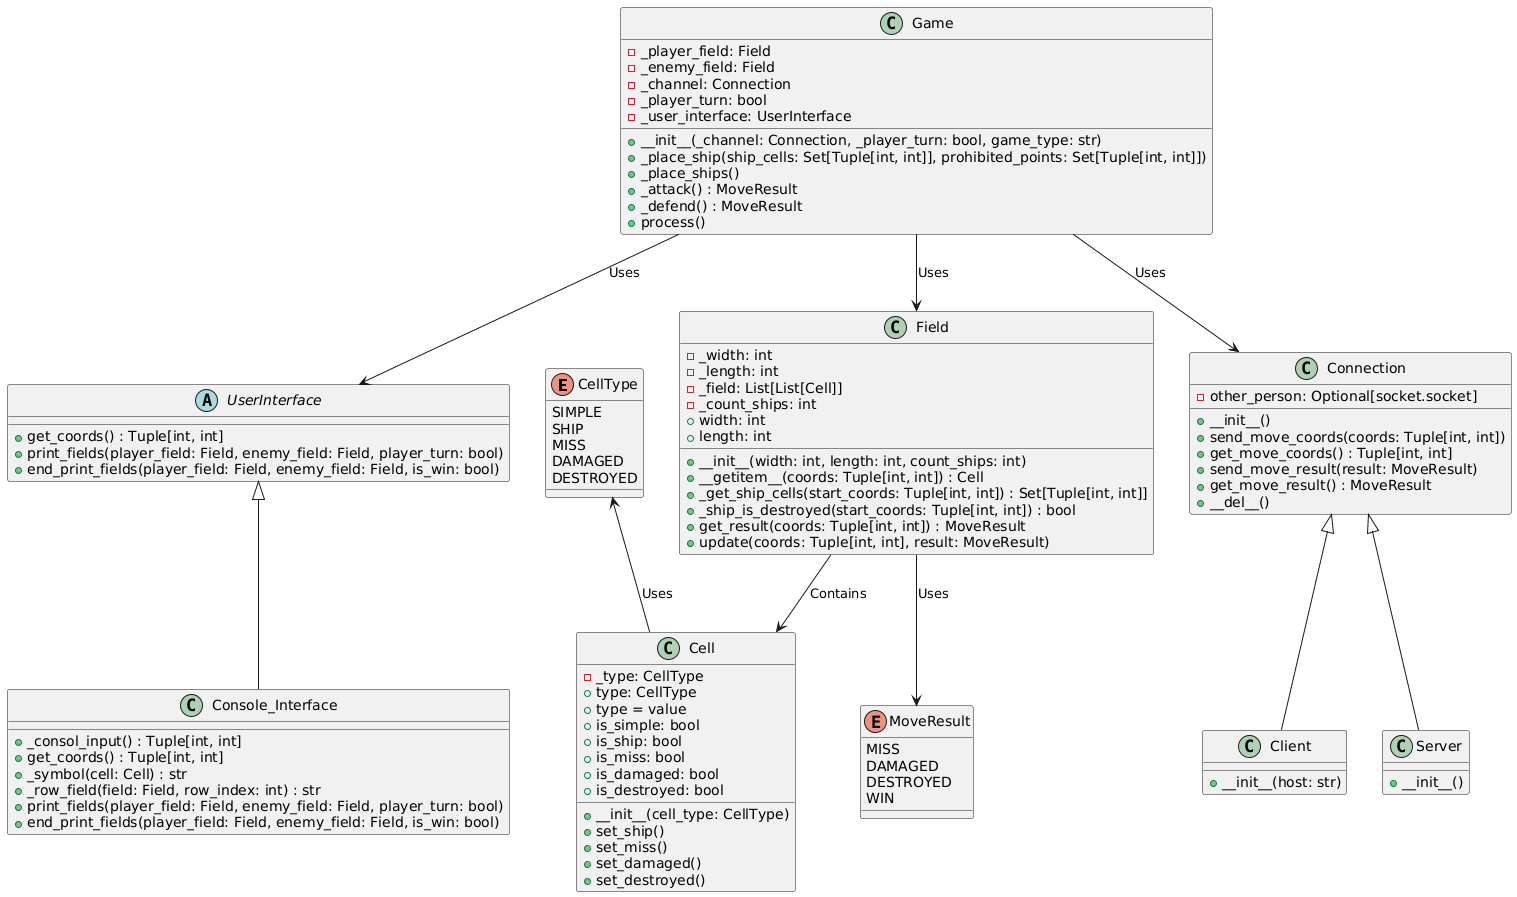 C Game
_player_field: Field
_enemy_field: Field
_channel: Connection
_player_turn: bool
_user_interface: UserInterface
__init__(_channel: Connection, _player_turn: bool, game_type: str)
_place_ship(ship_cells: Set[Tuple[int, int]], prohibited_points: Set[Tuple[int, int]])
_place_ships()
_attack() : MoveResult
_defend() : MoveResult
process()
Uses
Uses
Uses
A UserInterface
get_coords() : Tuple[int, int]
print_fields(player_field: Field, enemy_field: Field, player_turn: bool)
end_print_fields(player_field: Field, enemy_field: Field, is_win: bool)
E CellType
SIMPLE
SHIP
MISS
DAMAGED
DESTROYED
C Field
_width: int
_length: int
_field: List[List[Cell]]
_count_ships: int
width: int
length: int
__init__(width: int, length: int, count_ships: int)
__getitem__(coords: Tuple[int, int]) : Cell
_get_ship_cells(start_coords: Tuple[int, int]) : Set[Tuple[int, int]]
_ship_is_destroyed(start_coords: Tuple[int, int]) : bool
get_result(coords: Tuple[int, int]) : MoveResult
update(coords: Tuple[int, int], result: MoveResult)
C Connection
other_person: Optional[socket.socket]
__init__()
send_move_coords(coords: Tuple[int, int])
get_move_coords() : Tuple[int, int]
send_move_result(result: MoveResult)
get_move_result() : MoveResult
__del__()
Uses
Contains
Uses
C Console_Interface
_consol_input() : Tuple[int, int]
get_coords() : Tuple[int, int]
_symbol(cell: Cell) : str
_row_field(field: Field, row_index: int) : str
print_fields(player_field: Field, enemy_field: Field, player_turn: bool)
end_print_fields(player_field: Field, enemy_field: Field, is_win: bool)
C Cell
_type: CellType
type: CellType
type = value
is_simple: bool
is_ship: bool
is_miss: bool
is_damaged: bool
is_destroyed: bool
__init__(cell_type: CellType)
set_ship()
set_miss()
set_damaged()
set_destroyed()
E MoveResult
MISS
DAMAGED
DESTROYED
WIN
C Client
__init__(host: str)
C Server
__init__()